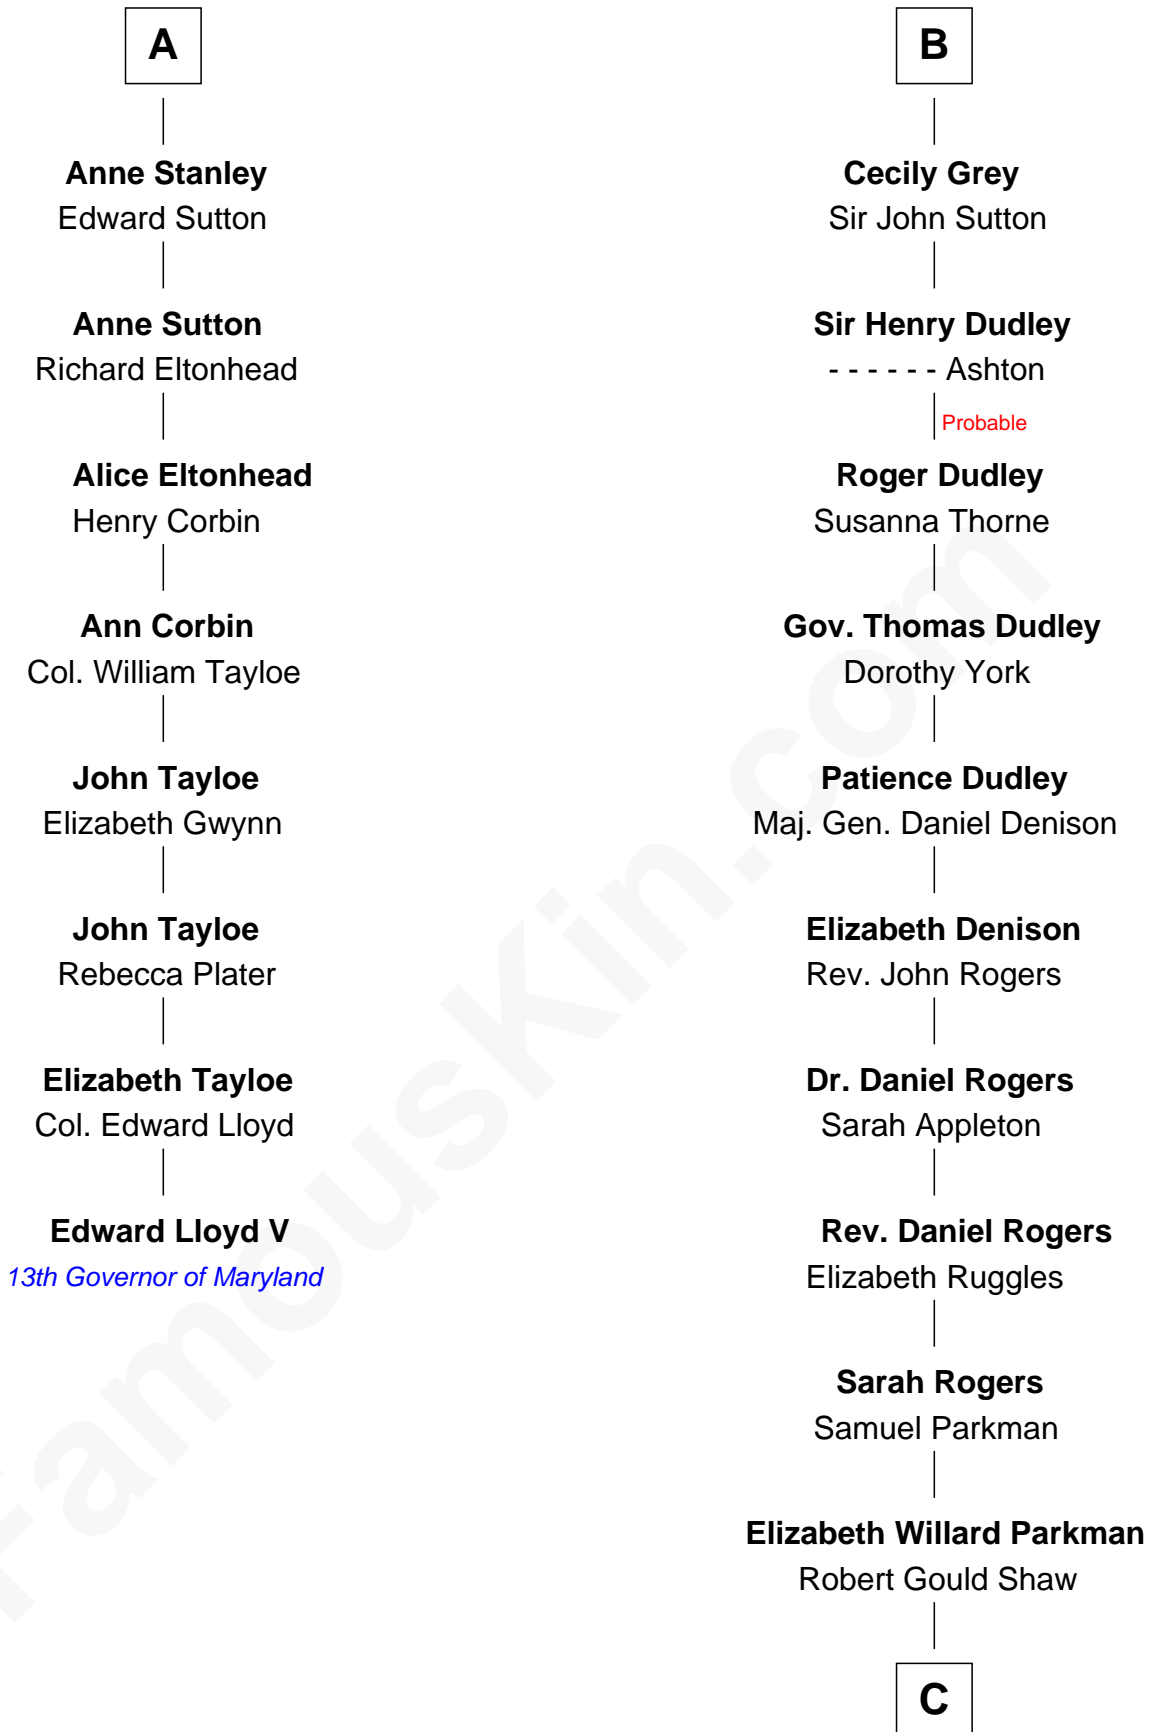 A
Anne Stanley
Edward Sutton
Anne Sutton
Richard Eltonhead
Alice Eltonhead
Henry Corbin
Ann Corbin
Col. William Tayloe
John Tayloe
Elizabeth Gwynn
John Tayloe
Rebecca Plater
Elizabeth Tayloe
Col. Edward Lloyd
Edward Lloyd V
13th Governor of Maryland
B
Cecily Grey
Sir John Sutton
Sir Henry Dudley
- - - - - - Ashton
Probable
Roger Dudley
Susanna Thorne
Gov. Thomas Dudley
Dorothy York
Patience Dudley
Maj. Gen. Daniel Denison
Elizabeth Denison
Rev. John Rogers
Dr. Daniel Rogers
Sarah Appleton
Rev. Daniel Rogers
Elizabeth Ruggles
Sarah Rogers
Samuel Parkman
Elizabeth Willard Parkman
Robert Gould Shaw
C
FamousKin.com